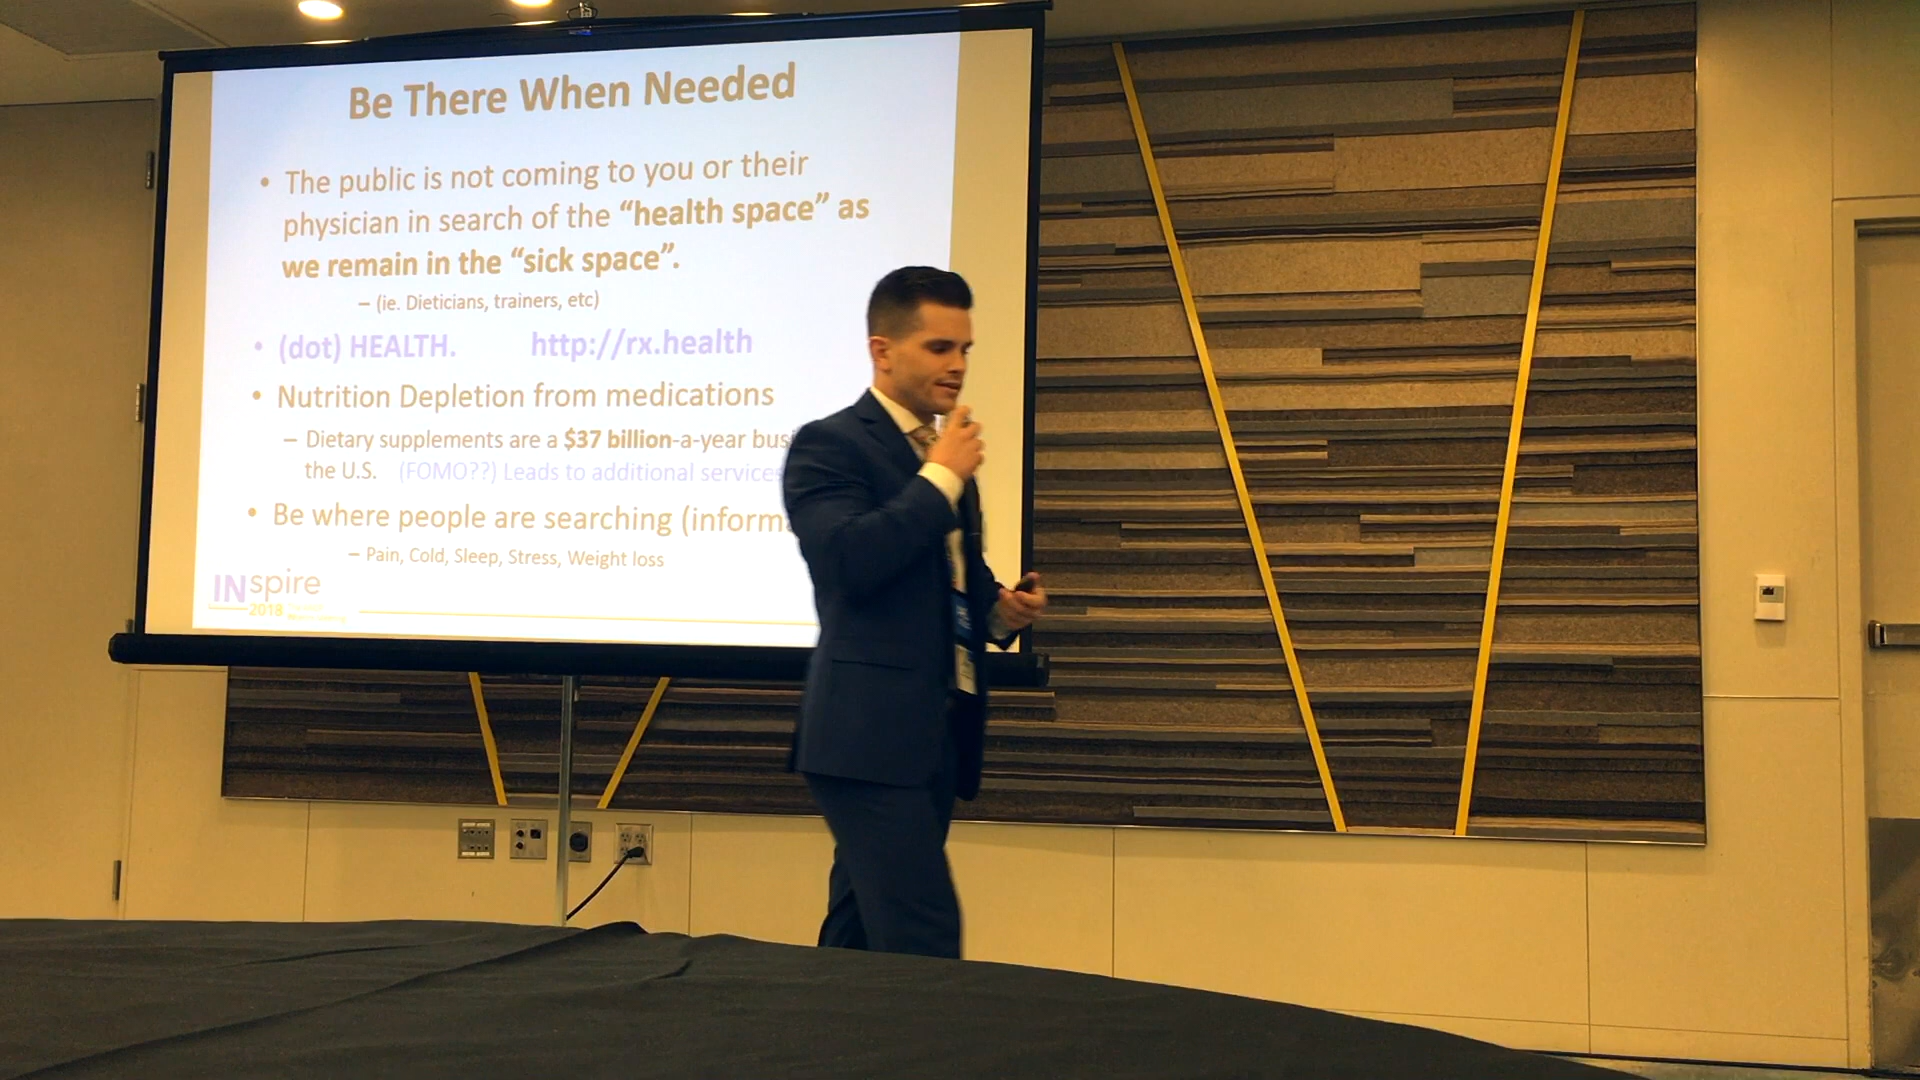 Be There When Needed
• The public is not coming to you or their
physician in search of the “health space” as
we remain in the “sick space”.
– (ie. Dieticians, trainers, etc)
• (dot) HEALTH. http://rx.health
• Nutrition Depletion from medications
– Dietary supplements are a $37 billion-a-year busi
the U.S. (FOMO??) Leads to additional services
• Be where people are searching (inform
– Pain, Cold, Sleep, Stress, Weight loss
INspire
2018